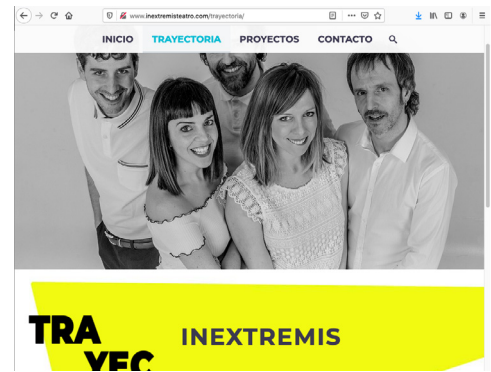 www.inextremisteatro.com/trayectoria/
INICIO TRAYECTORIA PROYECTOS CONTACTO
TRA
YEC
INEXTREMIS